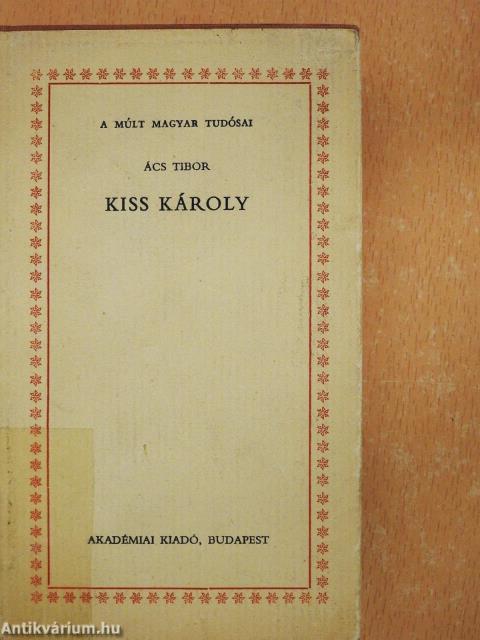 A MÚLT MAGYAR TUDÓSAI
ÁCS TIBOR
KISS KÁROLY
AKADÉMIAI KIADÓ, BUDAPEST
Antikvárium.hu